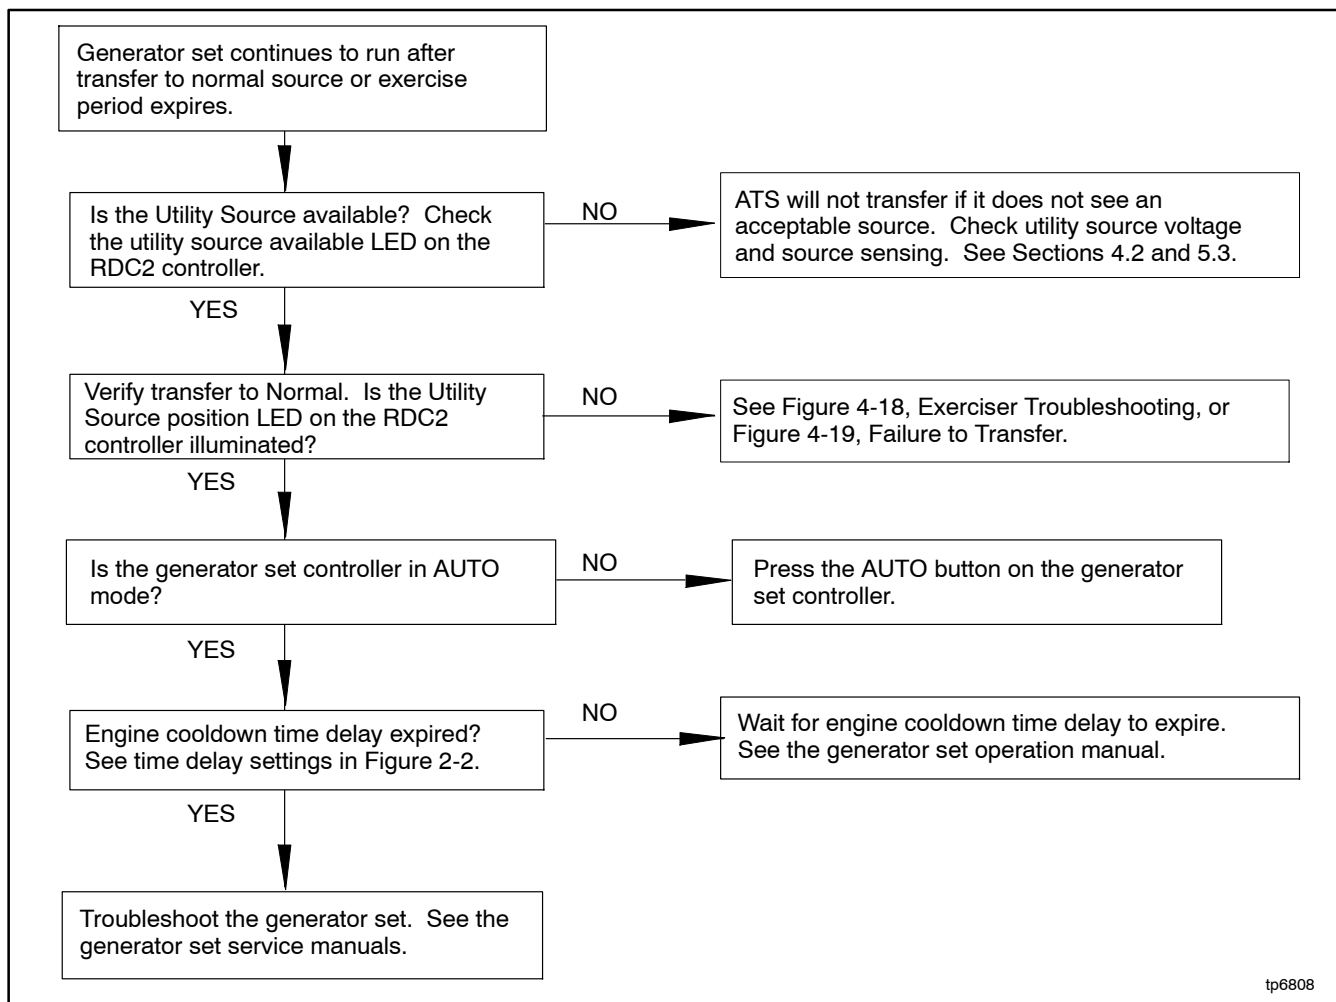 Generator set continues to run after
transfer to normal source or exercise
period expires.
Is the Utility Source available?  Check
the utility source available LED on the
RDC2 controller.
NO
ATS will not transfer if it does not see an
acceptable source.  Check utility source voltage
and source sensing.  See Sections 4.2 and 5.3.
YES
Verify transfer to Normal.  Is the Utility
Source position LED on the RDC2
controller illuminated?
NO
See Figure 4-18, Exerciser Troubleshooting, or
Figure 4-19, Failure to Transfer.
YES
Is the generator set controller in AUTO
mode?
NO
Press the AUTO button on the generator
set controller.
YES
Engine cooldown time delay expired?
See time delay settings in Figure 2-2.
NO
Wait for engine cooldown time delay to expire.
See the generator set operation manual.
YES
Troubleshoot the generator set.  See the
generator set service manuals.
tp6808